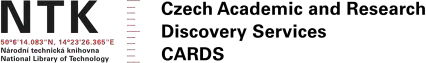 NTK
50°6'14.083"N, 14°23'26.365"E
Národní technická knihovna
National Library of Technology
Czech Academic and Research
Discovery Services
CARDS